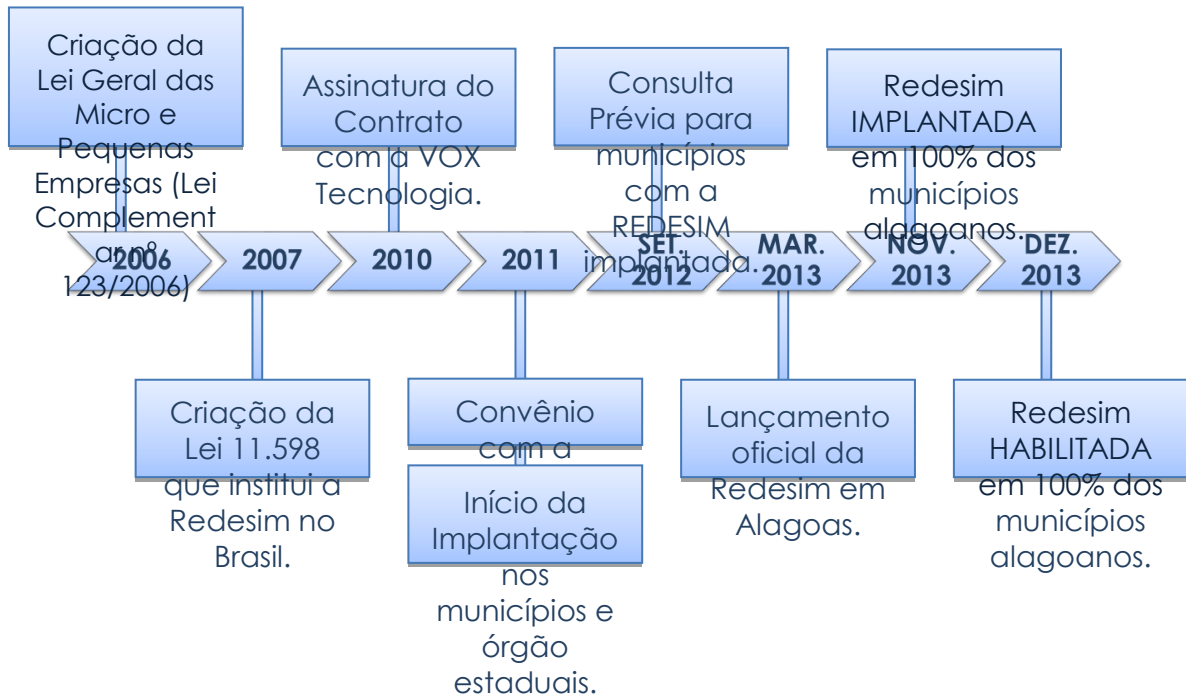 Criação da
Lei Geral das
Micro e
Pequenas
Empresas (Lei
Complement
ar nº
123/2006)
Assinatura do
Contrato
com a VOX
Tecnologia.
Consulta
Prévia para
municípios
com a
REDESIM
implantada.
Redesim
IMPLANTADA
em 100% dos
municípios
alagoanos.
2006
2007
2010
2011
SET.
2012
MAR.
2013
NOV.
2013
DEZ.
2013
Criação da
Lei 11.598
que institui a
Redesim no
Brasil.
Convênio
com a
Início da
Implantação
nos
municípios e
órgão
estaduais.
Lançamento
oficial da
Redesim em
Alagoas.
Redesim
HABILITADA
em 100% dos
municípios
alagoanos.